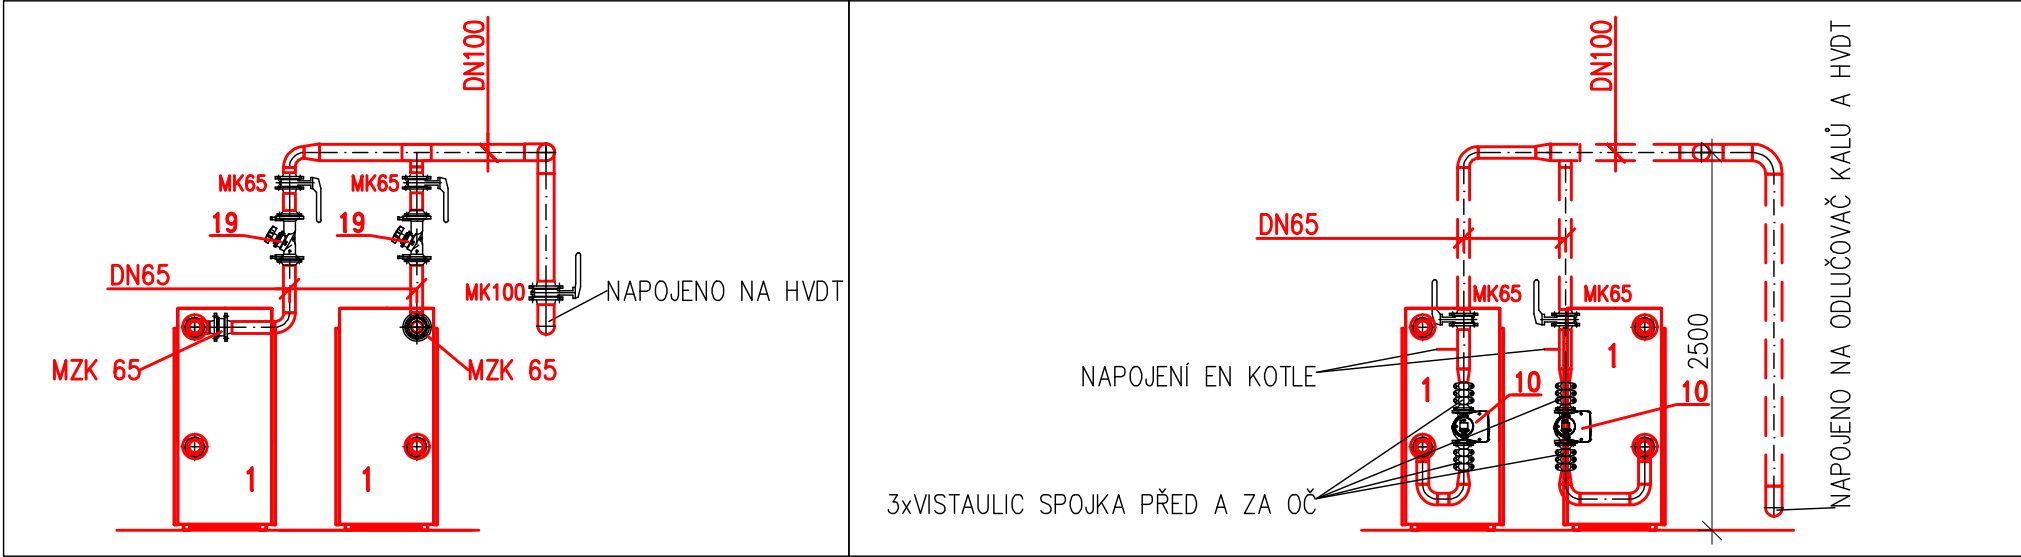 DN100
MK65
MK65
19
19
DN65
MK100
NAPOJENO NA HVDT
MZK 65
MZK 65
1
1
DN100
DN65
MK65
MK65
NAPOJENÍ EN KOTLE
1
1
10
10
2500
3xVISTAULIC SPOJKA PŘED A ZA OČ
NAPOJENO NA ODLUČOVAČ KALŮ A HVDT